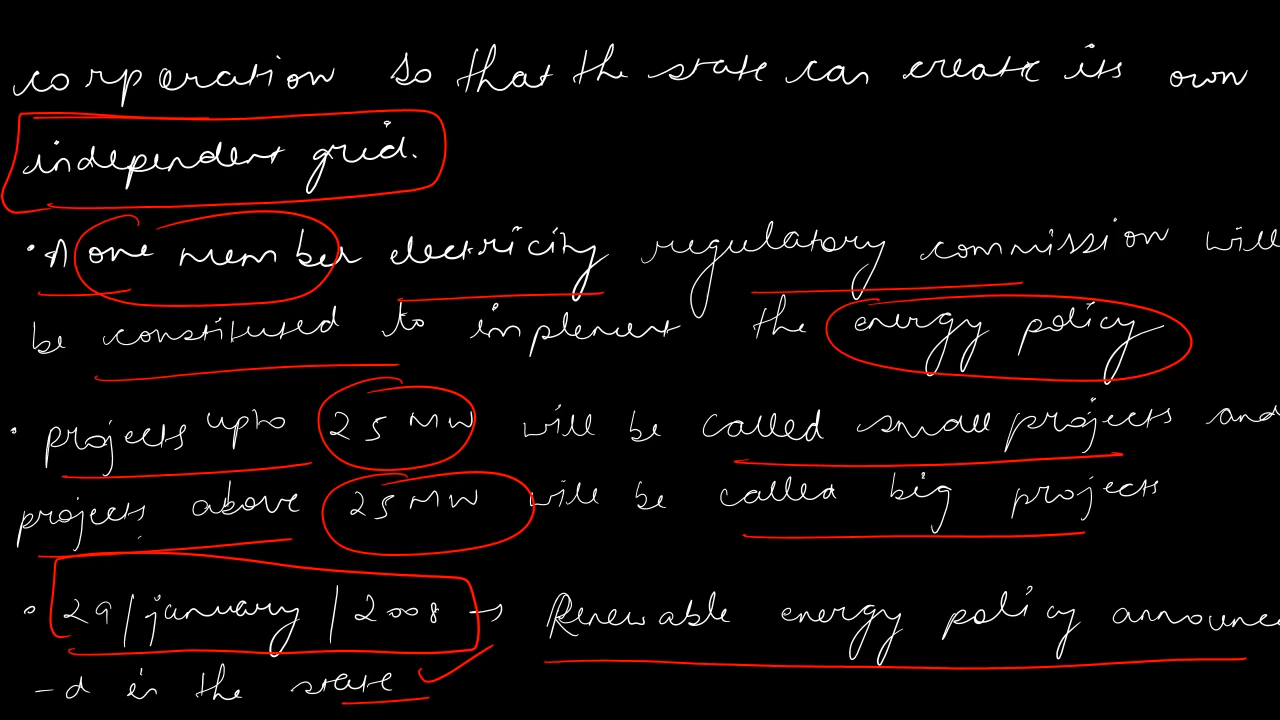 corporation so that the state can create its own
independent grid.
• A one member electricity regulatory commission will
be constituted to implement the energy policy
• projects upto 25 MW will be called small projects and
projects above 25 MW will be called big projects
• 29/january/2008 → Renewable energy policy announce
-d in the state